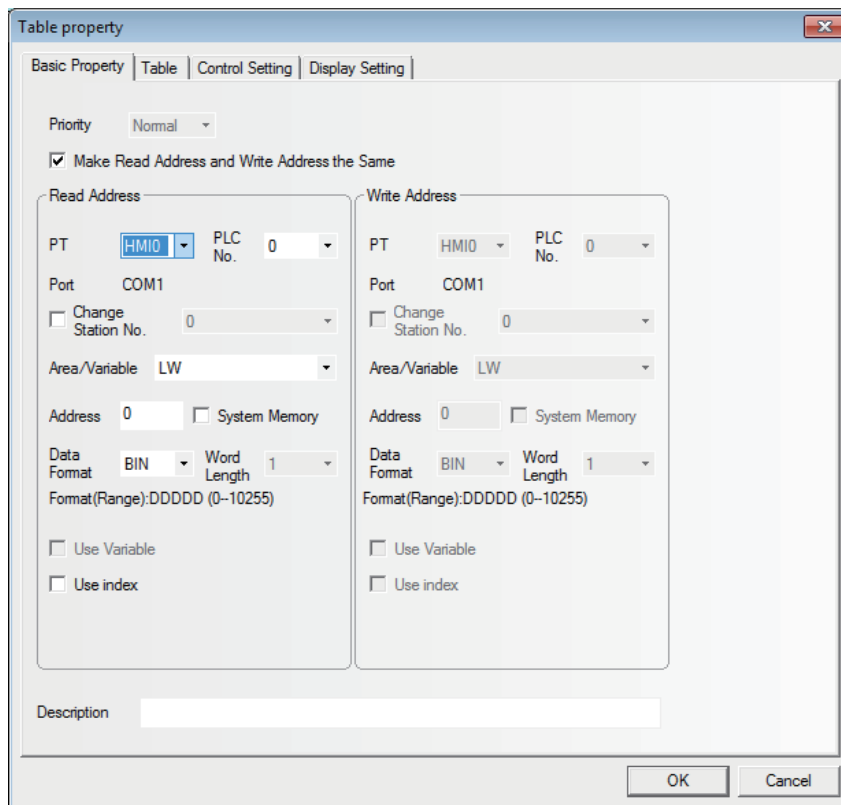 Table property
Basic Property Table Control Setting Display Setting
Priority Normal
Make Read Address and Write Address the Same
Read Address
PT HMI0 PLC No. 0
Port COM1
Change Station No. 0
Area/Variable LW
Address 0 System Memory
Data Format BIN Word Length 1
Format(Range):DDDDD (0--10255)
Use Variable
Use index
Write Address
PT HMI0 PLC No. 0
Port COM1
Change Station No. 0
Area/Variable LW
Address 0 System Memory
Data Format BIN Word Length 1
Format(Range):DDDDD (0--10255)
Use Variable
Use index
Description
OK Cancel